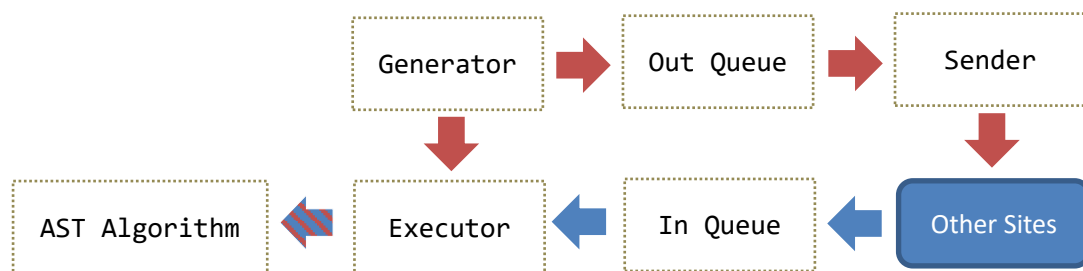 Generator
Out Queue
Sender
AST Algorithm
Executor
In Queue
Other Sites